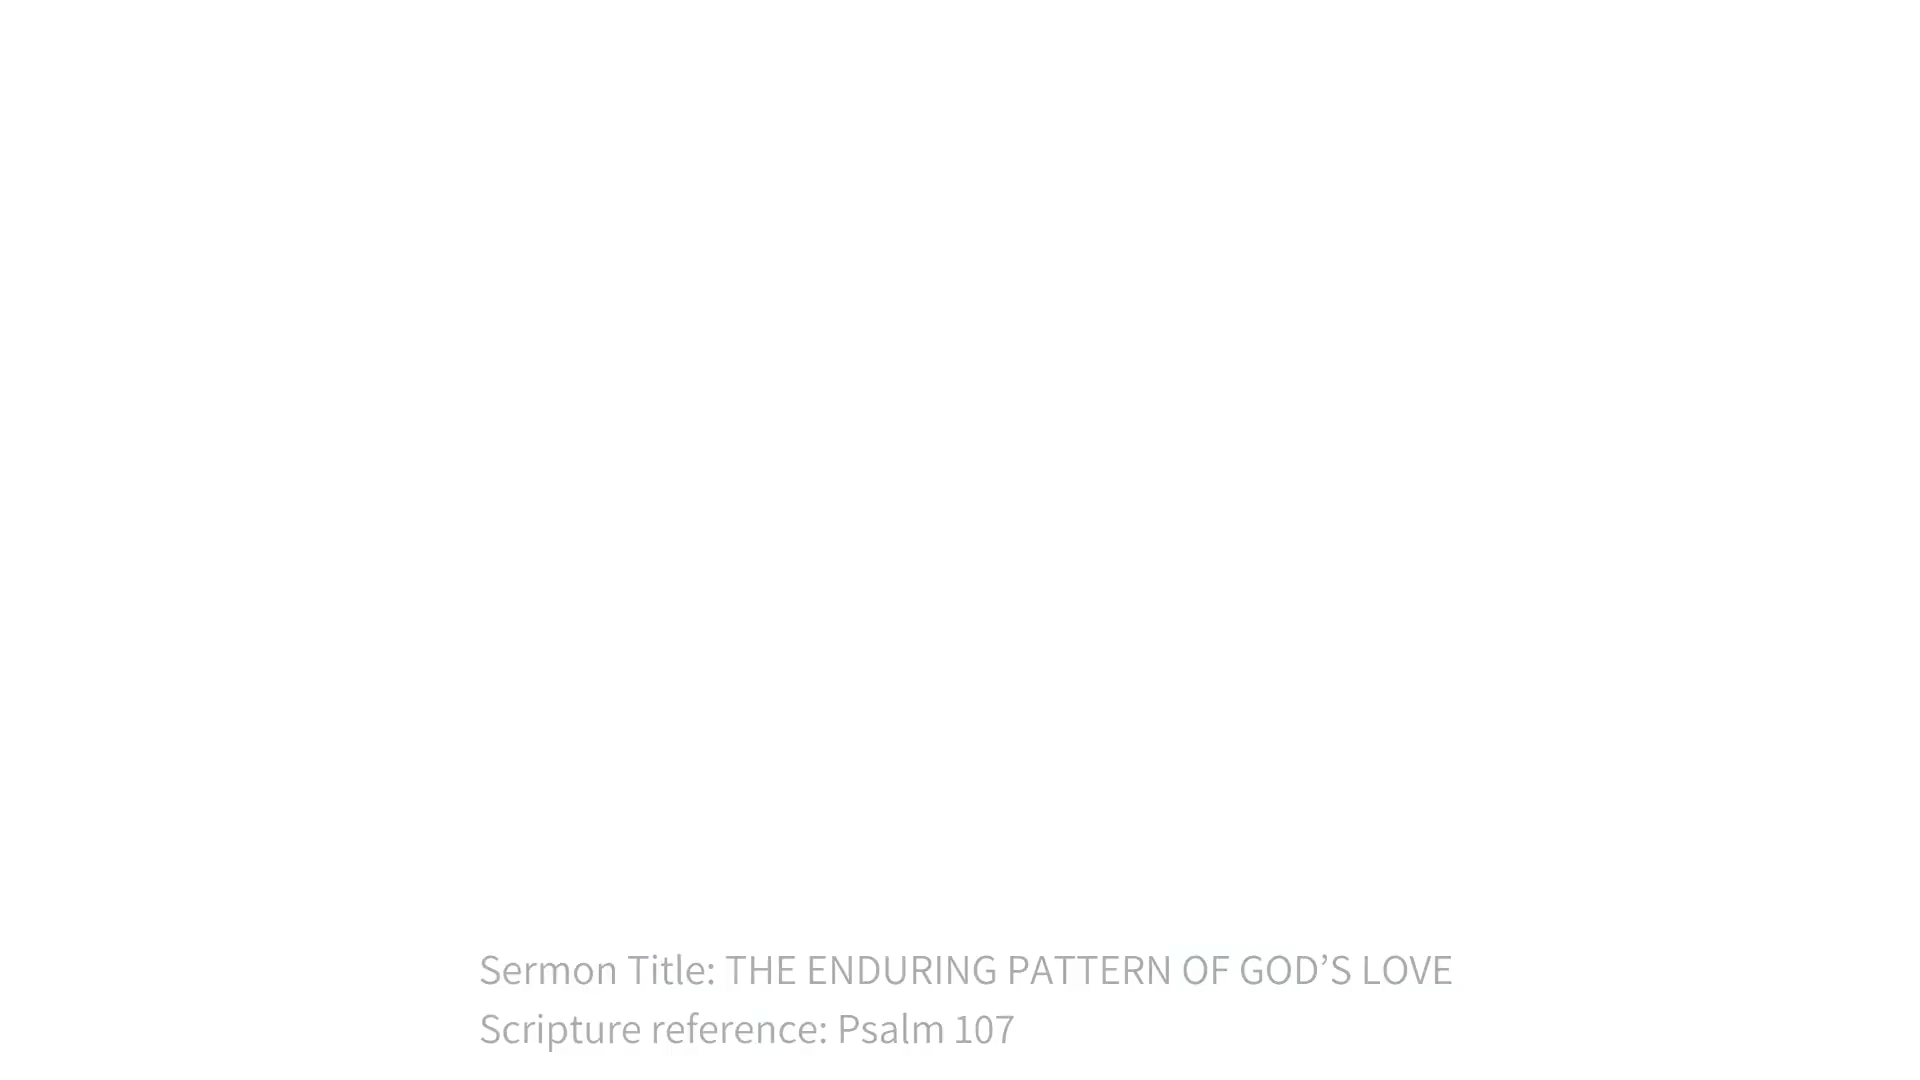 Sermon Title: THE ENDURING PATTERN OF GOD’S LOVE
Scripture reference: Psalm 107